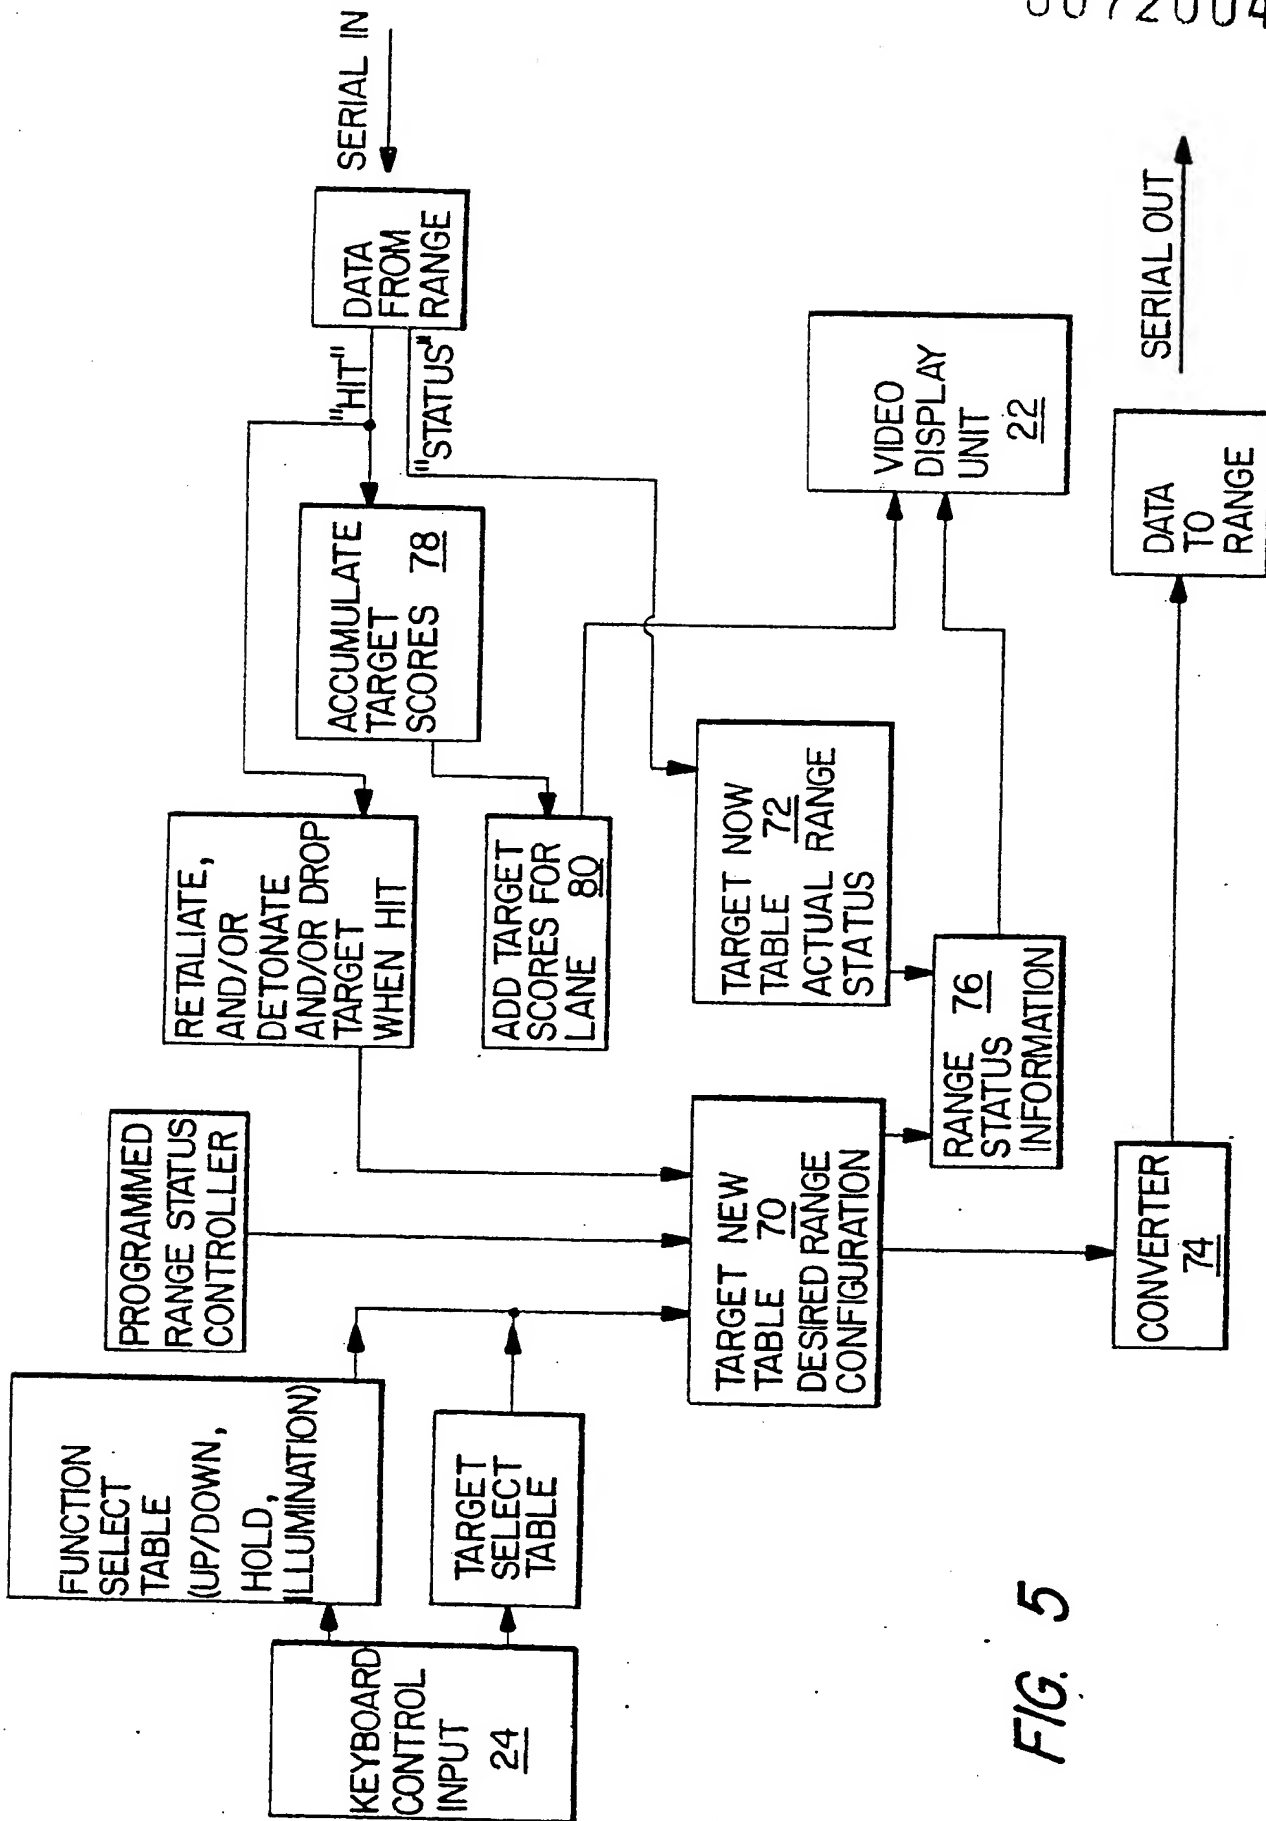 0072004
SERIAL IN
DATA
FROM
RANGE
"HIT"
"STATUS"
ACCUMULATE
TARGET
SCORES 78
RETALIATE,
AND/OR
DETONATE
AND/OR DROP
TARGET
WHEN HIT
ADD TARGET
SCORES FOR
LANE 80
PROGRAMMED
RANGE STATUS
CONTROLLER
FUNCTION
SELECT
TABLE
(UP/DOWN,
HOLD,
ILLUMINATION)
TARGET
SELECT
TABLE
KEYBOARD
CONTROL
INPUT
24
TARGET NEW
TABLE 70
DESIRED RANGE
CONFIGURATION
TARGET NOW
TABLE 72
ACTUAL RANGE
STATUS
RANGE 76
STATUS
INFORMATION
VIDEO
DISPLAY
UNIT
22
CONVERTER
74
DATA
TO
RANGE
SERIAL OUT
FIG. 5